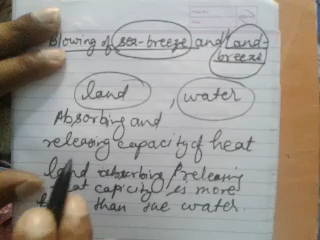 Blowing of sea-breeze and land-breeze
land , water
Absorbing and
releasing capacity of heat
land absorbing / releasing
heat capicity is more
than the water.